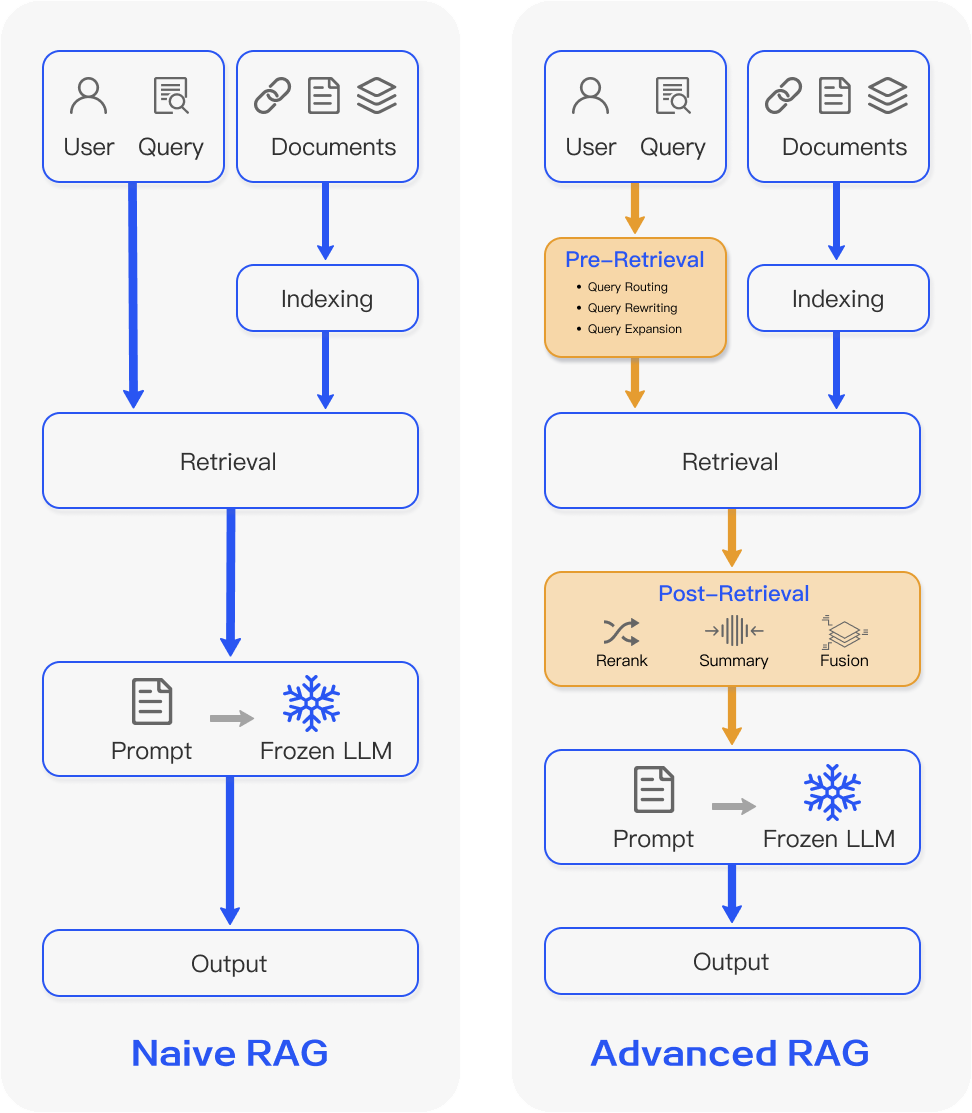 User Query
Documents
Indexing
Retrieval
Prompt
Frozen LLM
Output
Naive RAG
User Query
Documents
Pre-Retrieval
• Query Routing
• Query Rewriting
• Query Expansion
Indexing
Retrieval
Post-Retrieval
Rerank
Summary
Fusion
Prompt
Frozen LLM
Output
Advanced RAG